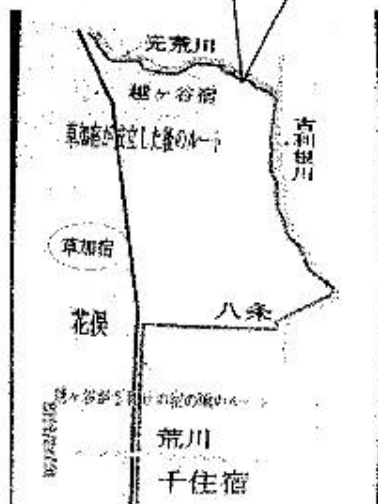 元荒川
越ヶ谷宿
草加宿が成立した後のルート
古利根川
草加宿
花俣
八条
荒川
千住宿